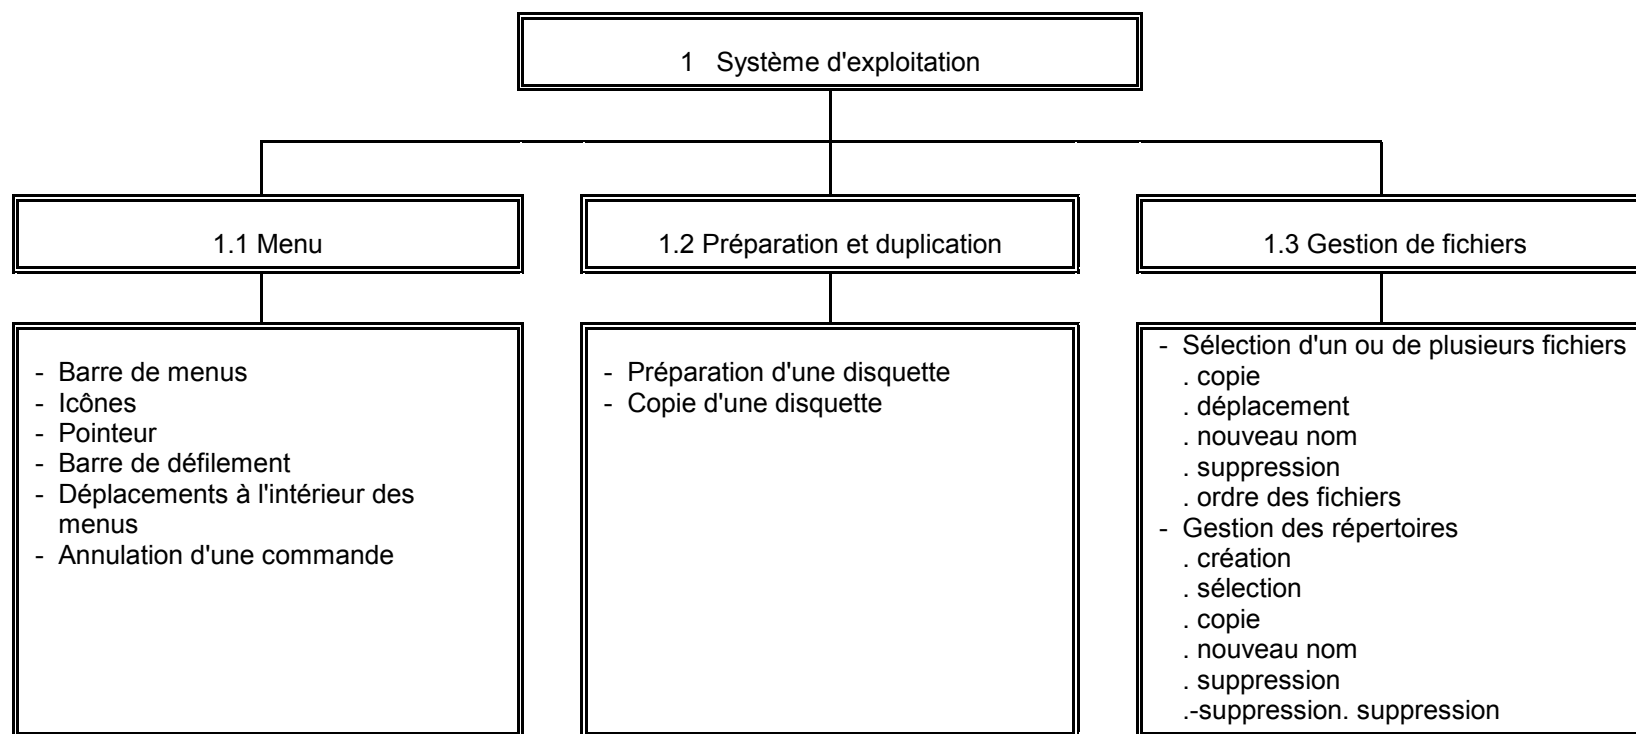 1 Système d'exploitation
1.1 Menu
1.2 Préparation et duplication
1.3 Gestion de fichiers
- Barre de menus
- Icônes
- Pointeur
- Barre de défilement
- Déplacements à l'intérieur des
menus
- Annulation d'une commande
- Préparation d'une disquette
- Copie d'une disquette
- Sélection d'un ou de plusieurs fichiers
. copie
. déplacement
. nouveau nom
. suppression
. ordre des fichiers
- Gestion des répertoires
. création
. sélection
. copie
. nouveau nom
. suppression
.-suppression. suppression